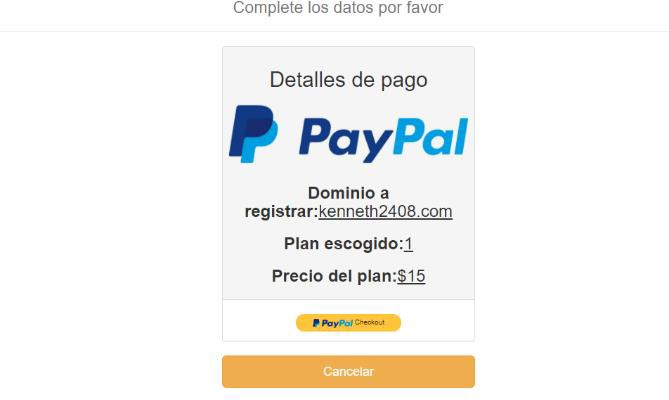 Complete los datos por favor
Detalles de pago
PayPal
Dominio a
registrar:kenneth2408.com
Plan escogido:1
Precio del plan:$15
PayPal Checkout
Cancelar